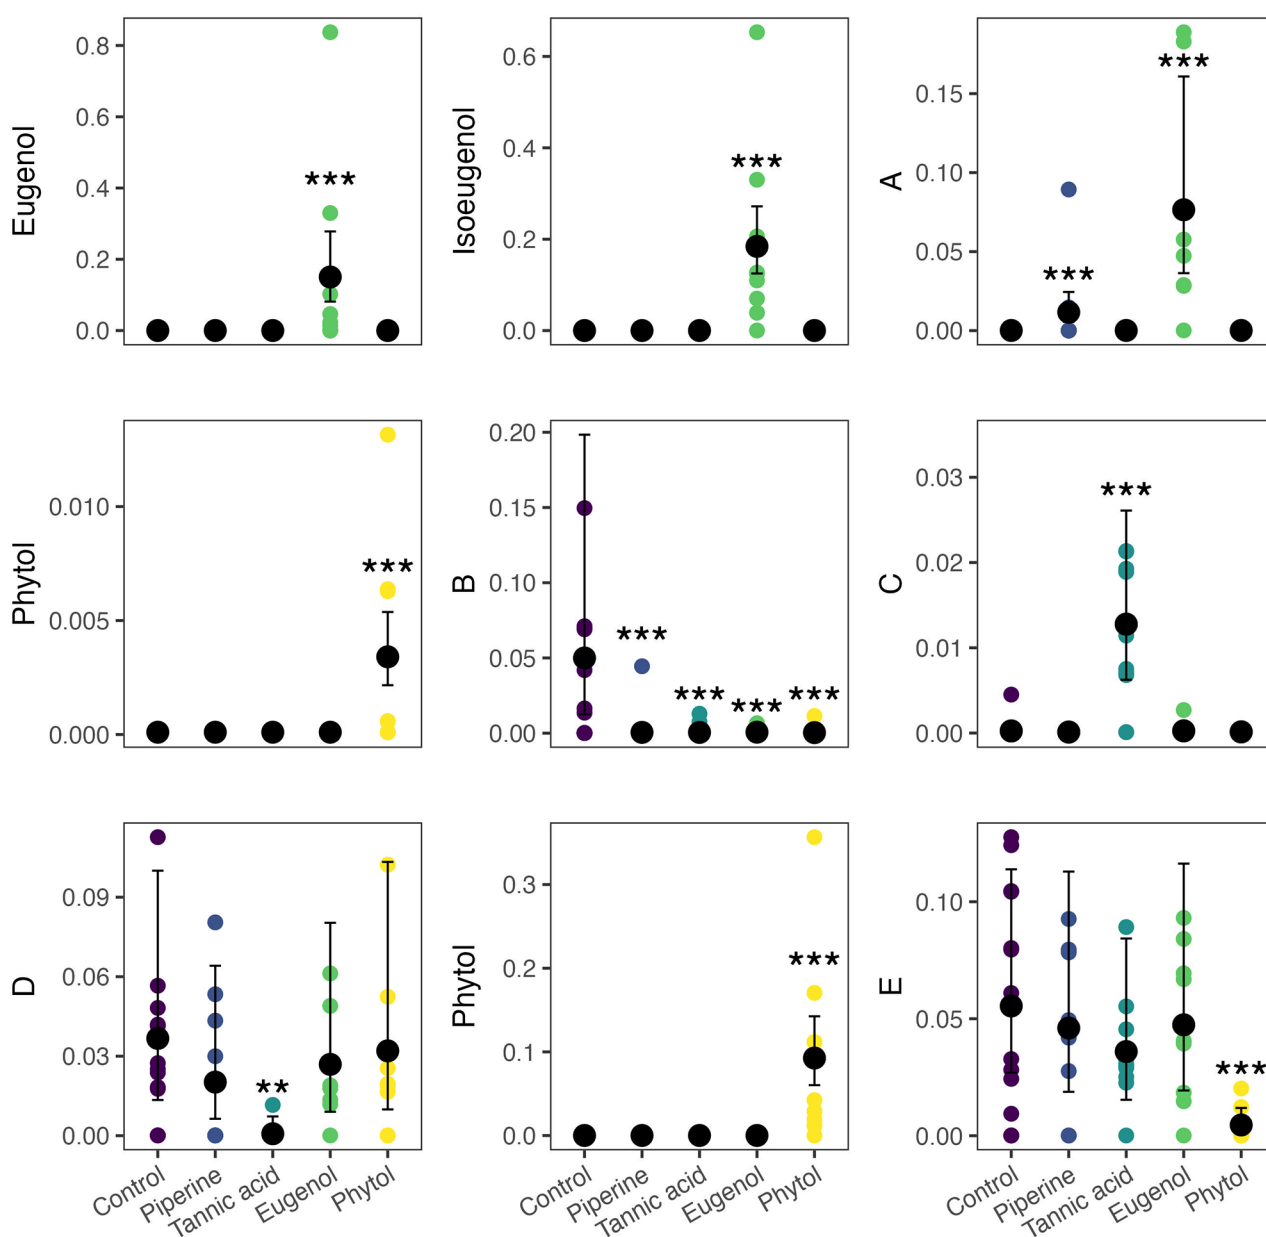 Eugenol
0.8
0.6
0.4
0.2
0.0
***
Isoeugenol
0.6
0.4
0.2
0.0
***
A
0.15
0.10
0.05
0.00
***
***
Phytol
0.010
0.005
0.000
***
B
0.20
0.15
0.10
0.05
0.00
***
***
***
***
C
0.03
0.02
0.01
0.00
***
D
0.09
0.06
0.03
0.00
**
Control
Piperine
Tannic acid
Eugenol
Phytol
Phytol
0.3
0.2
0.1
0.0
***
Control
Piperine
Tannic acid
Eugenol
Phytol
E
0.10
0.05
0.00
***
Control
Piperine
Tannic acid
Eugenol
Phytol